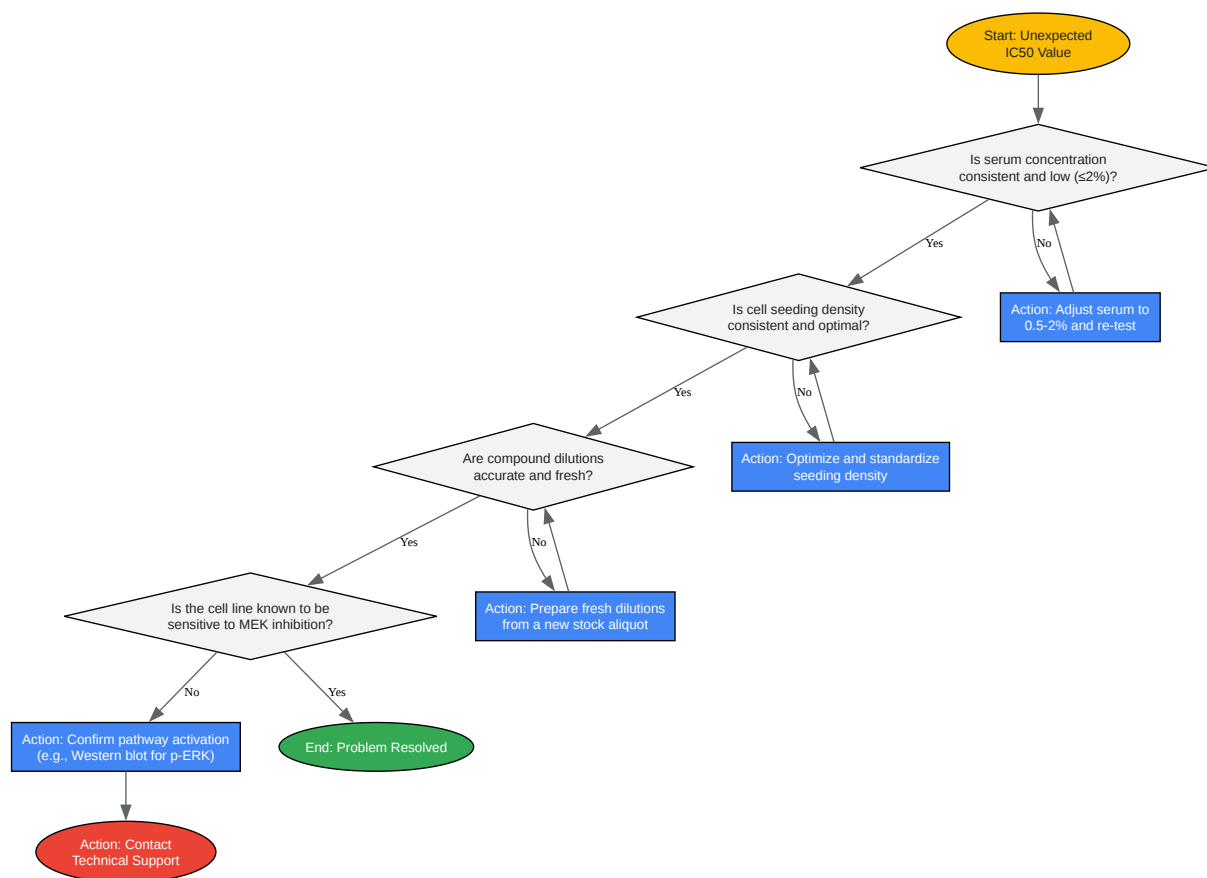 Start: Unexpected
IC50 Value
Is serum concentration
consistent and low (≤2%)?
Yes
No
Action: Adjust serum to
0.5-2% and re-test
Is cell seeding density
consistent and optimal?
Yes
No
Action: Optimize and standardize
seeding density
Are compound dilutions
accurate and fresh?
Yes
No
Action: Prepare fresh dilutions
from a new stock aliquot
Is the cell line known to be
sensitive to MEK inhibition?
No
Yes
Action: Confirm pathway activation
(e.g., Western blot for p-ERK)
End: Problem Resolved
Action: Contact
Technical Support